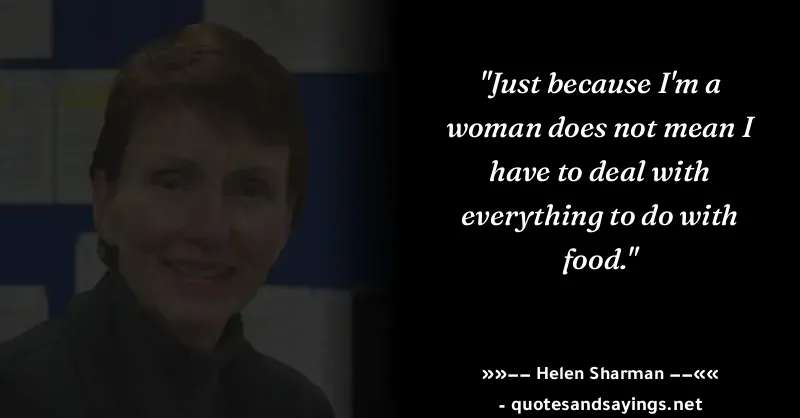 "Just because I'm a
woman does not mean I
have to deal with
everything to do with
food."
»»-- Helen Sharman --««
- quotesandsayings.net